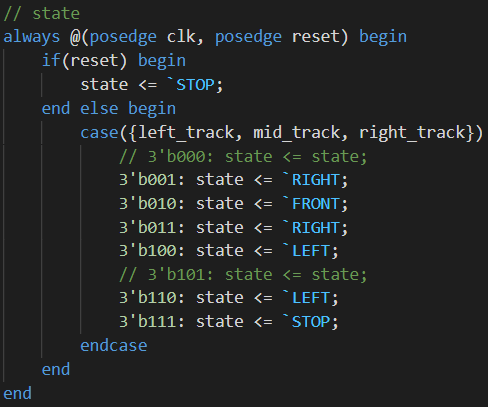 // state
always @(posedge clk, posedge reset) begin
    if(reset) begin
        state <= `STOP;
    end else begin
        case({left_track, mid_track, right_track})
            // 3'b000: state <= state;
            3'b001: state <= `RIGHT;
            3'b010: state <= `FRONT;
            3'b011: state <= `RIGHT;
            3'b100: state <= `LEFT;
            // 3'b101: state <= state;
            3'b110: state <= `LEFT;
            3'b111: state <= `STOP;
        endcase
    end
end